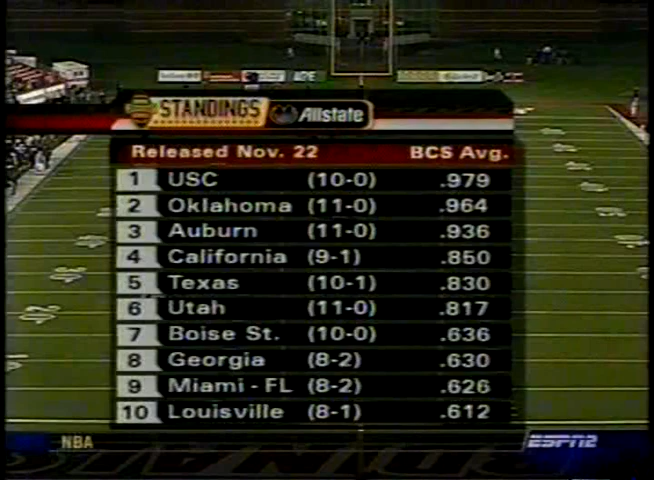 STANDINGS Allstate
Released Nov. 22 BCS Avg.
1 USC (10-0) .979
2 Oklahoma (11-0) .964
3 Auburn (11-0) .936
4 California (9-1) .850
5 Texas (10-1) .830
6 Utah (11-0) .817
7 Boise St. (10-0) .636
8 Georgia (8-2) .630
9 Miami - FL (8-2) .626
10 Louisville (8-1) .612
NBA ESPN2